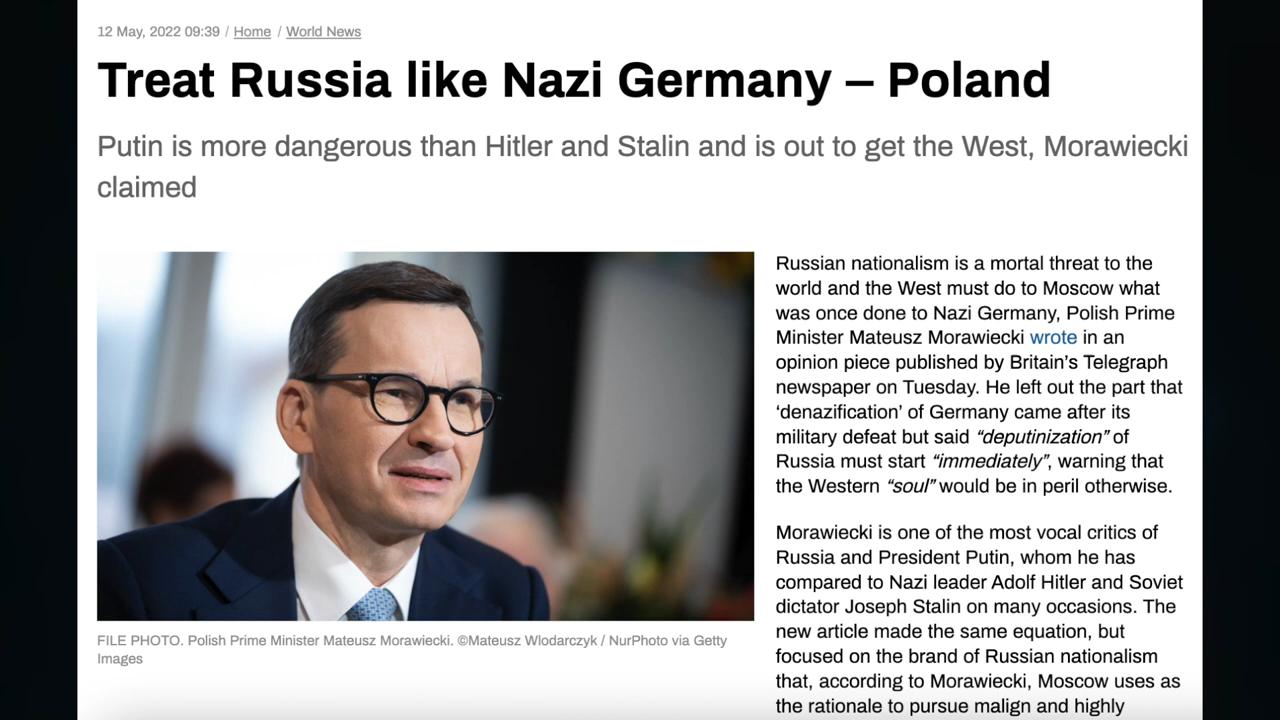 12 May, 2022 09:39 / Home / World News
Treat Russia like Nazi Germany – Poland
Putin is more dangerous than Hitler and Stalin and is out to get the West, Morawiecki
claimed
Russian nationalism is a mortal threat to the
world and the West must do to Moscow what
was once done to Nazi Germany, Polish Prime
Minister Mateusz Morawiecki wrote in an
opinion piece published by Britain’s Telegraph
newspaper on Tuesday. He left out the part that
‘denazification’ of Germany came after its
military defeat but said “deputinization” of
Russia must start “immediately”, warning that
the Western “soul” would be in peril otherwise.
Morawiecki is one of the most vocal critics of
Russia and President Putin, whom he has
compared to Nazi leader Adolf Hitler and Soviet
dictator Joseph Stalin on many occasions. The
new article made the same equation, but
focused on the brand of Russian nationalism
that, according to Morawiecki, Moscow uses as
the rationale to pursue malign and highly
FILE PHOTO. Polish Prime Minister Mateusz Morawiecki. ©Mateusz Wlodarczyk / NurPhoto via Getty
Images